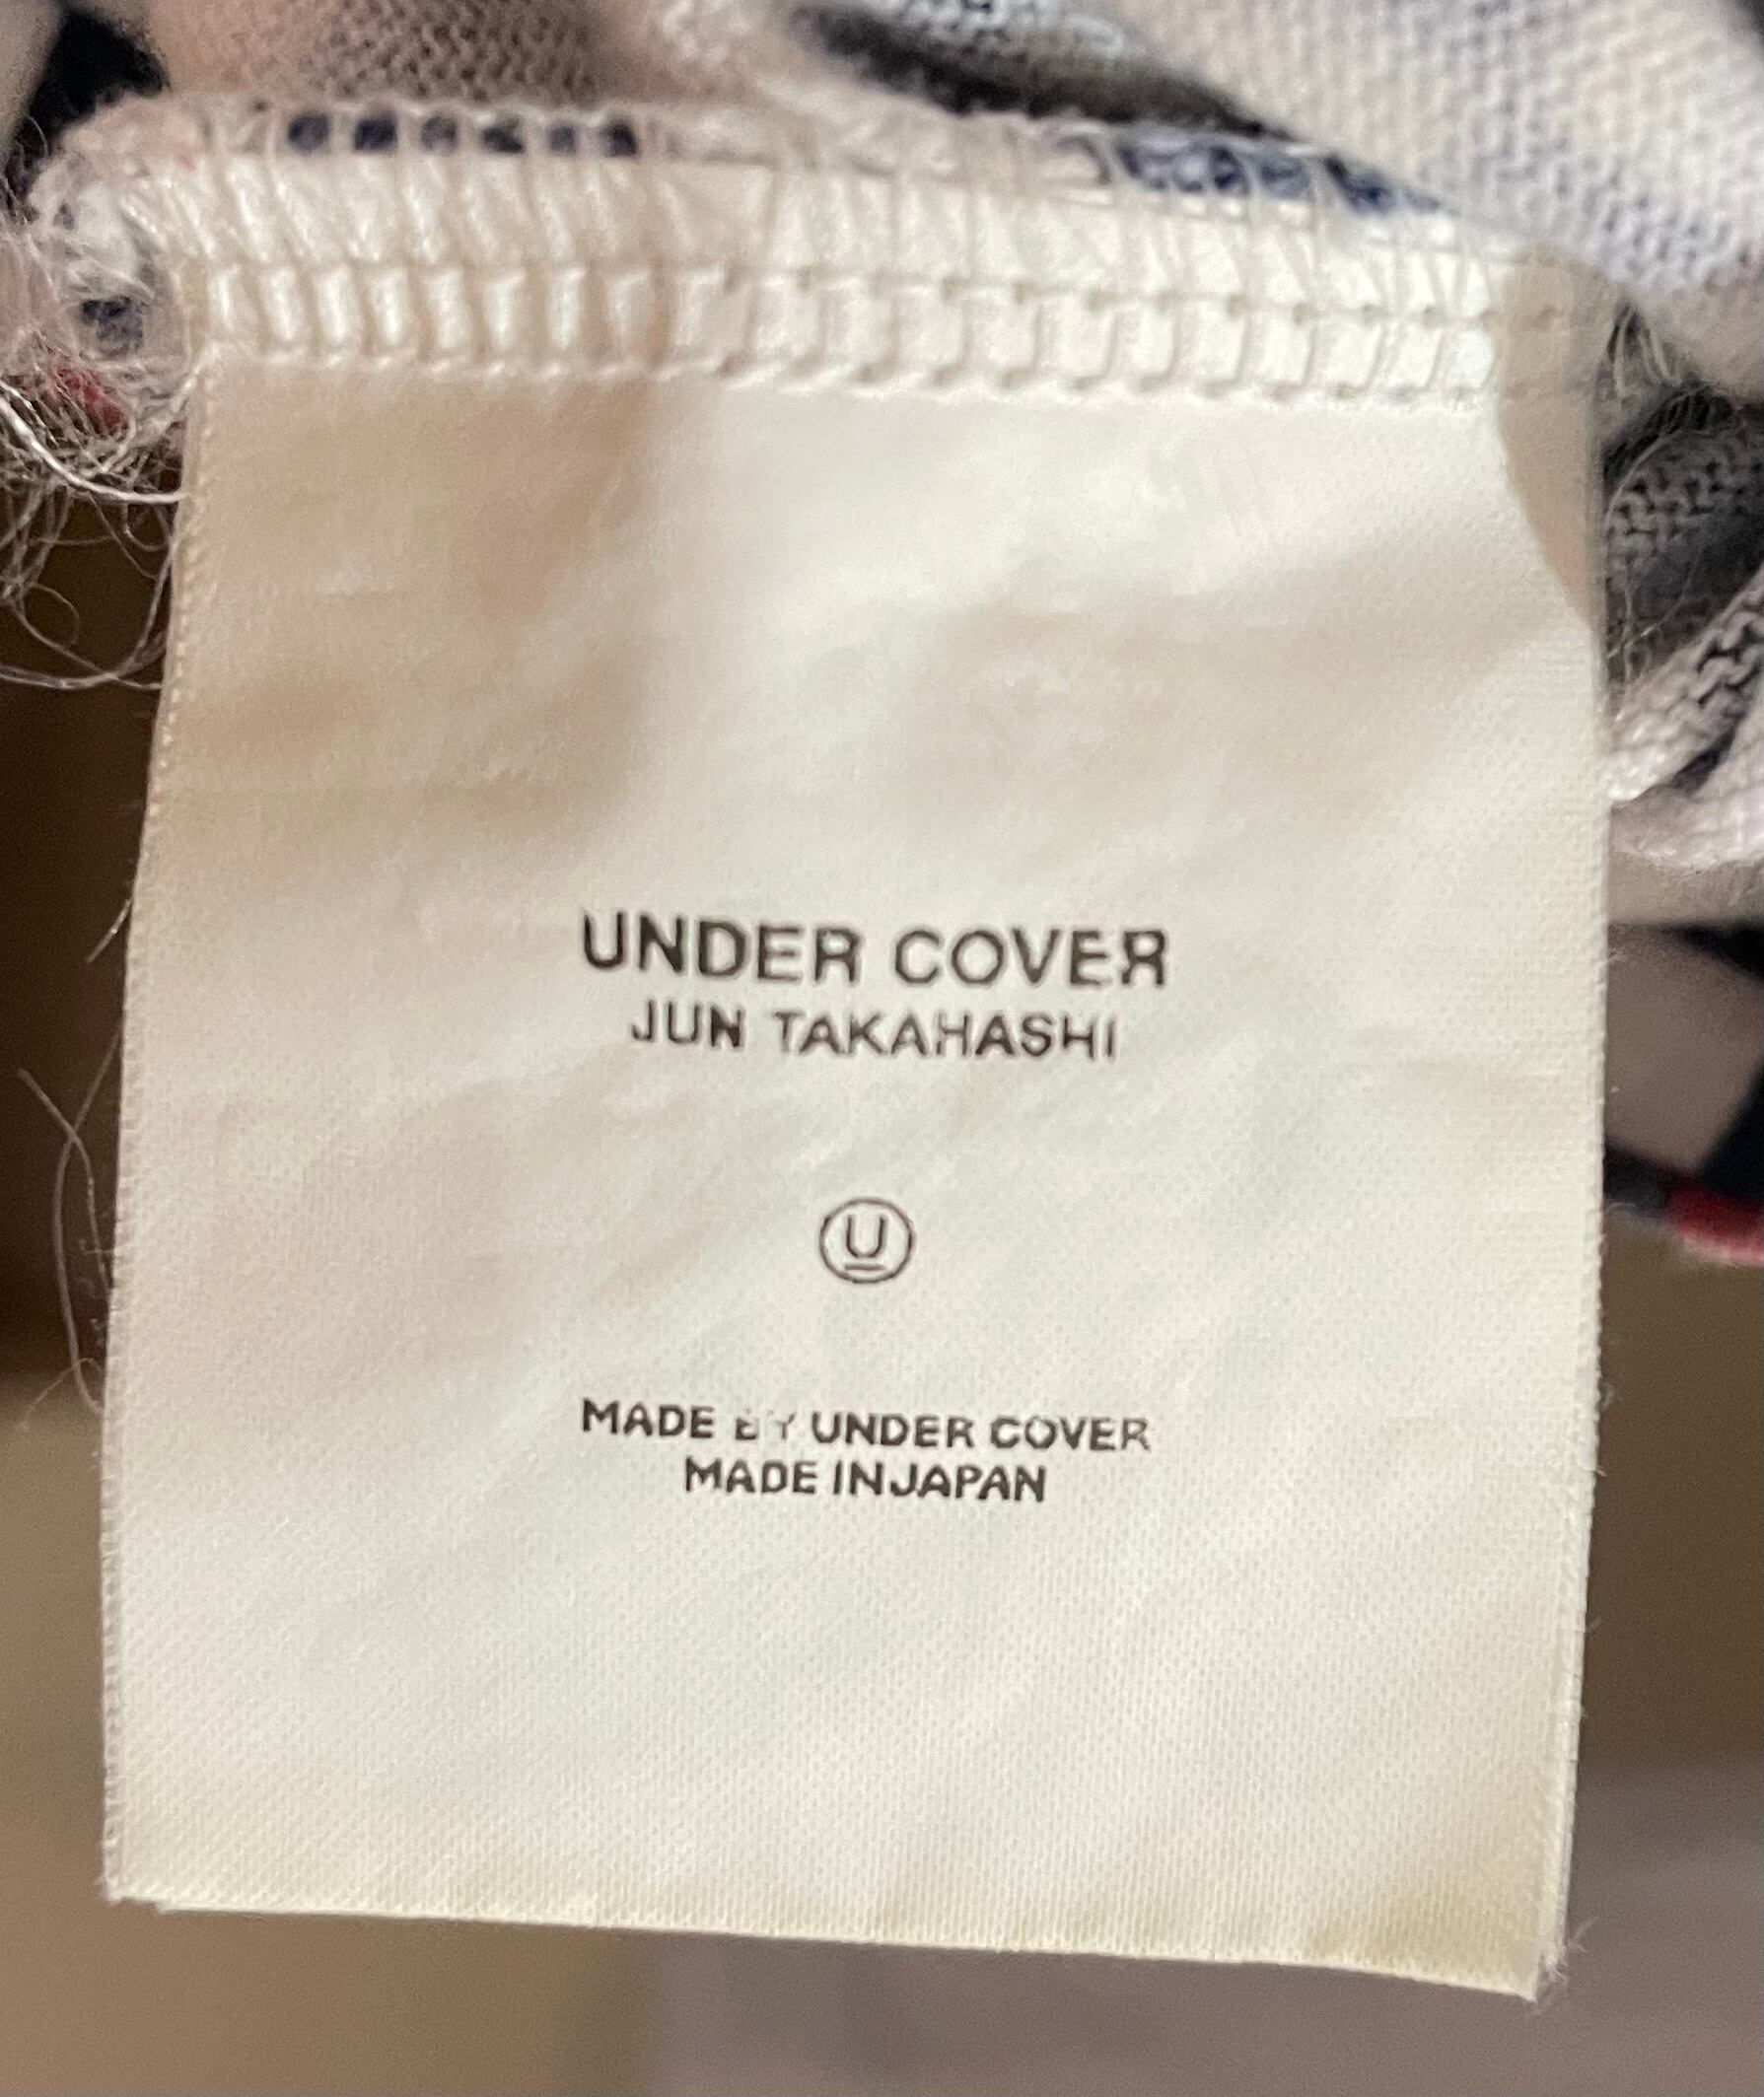 UNDER COVER
JUN TAKAHASHI
U
MADE BY UNDER COVER
MADE IN JAPAN